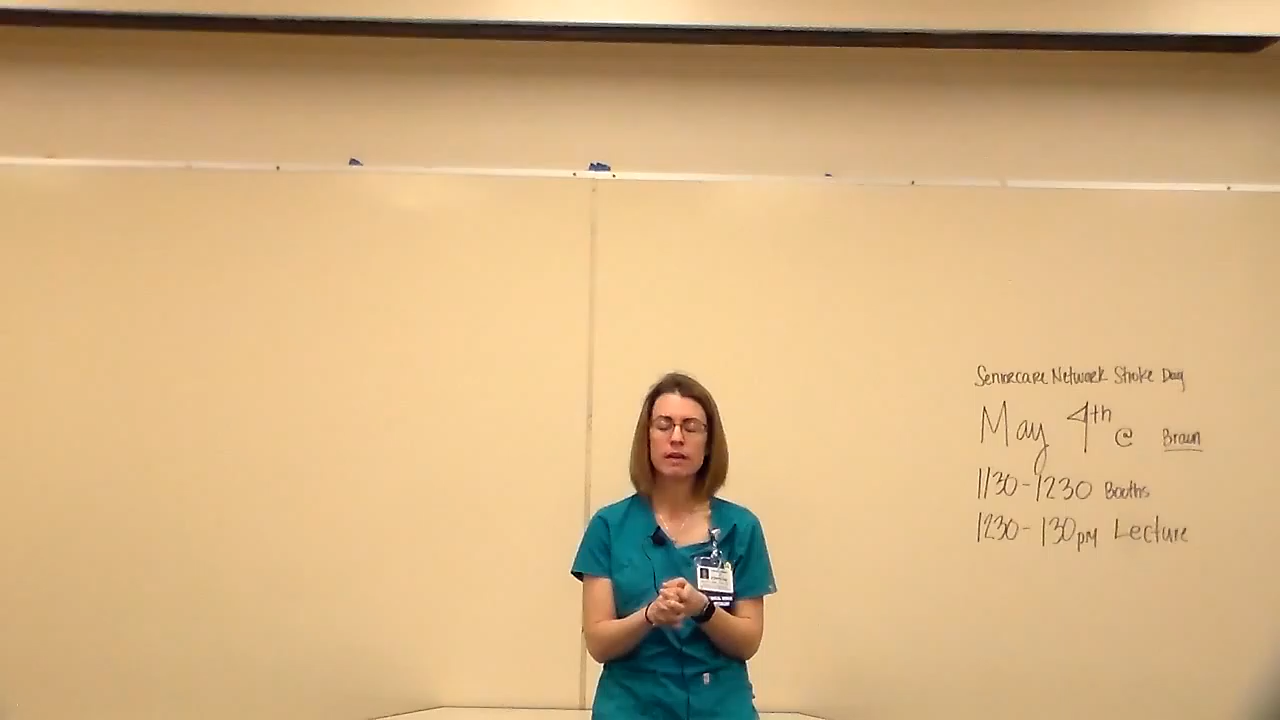 Seniorcare Network Stroke Day
May 4th @ Braun
1130-1230 Booths
1230-130pm Lecture